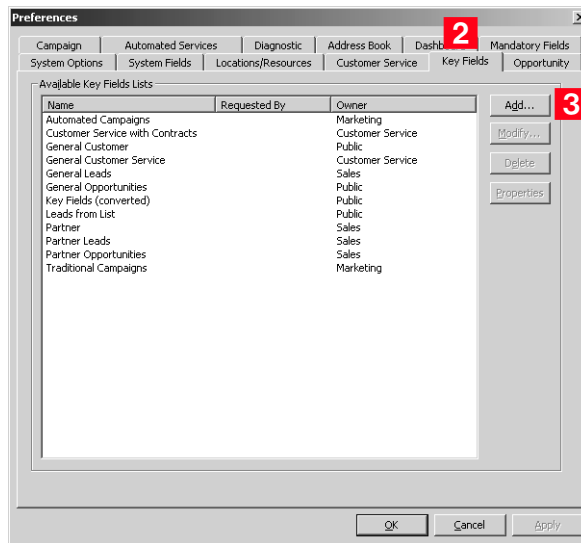 Preferences
Campaign Automated Services Diagnostic Address Book Dashb 2 Mandatory Fields
System Options System Fields Locations/Resources Customer Service Key Fields Opportunity
Available Key Fields Lists
Name Requested By Owner
Automated Campaigns Marketing
Customer Service with Contracts Customer Service
General Customer Public
General Customer Service Customer Service
General Leads Sales
General Opportunities Public
Key Fields (converted) Public
Leads from List Public
Partner Sales
Partner Leads Sales
Partner Opportunities Sales
Traditional Campaigns Marketing
Add... 3
Modify...
Delete
Properties
OK Cancel Apply